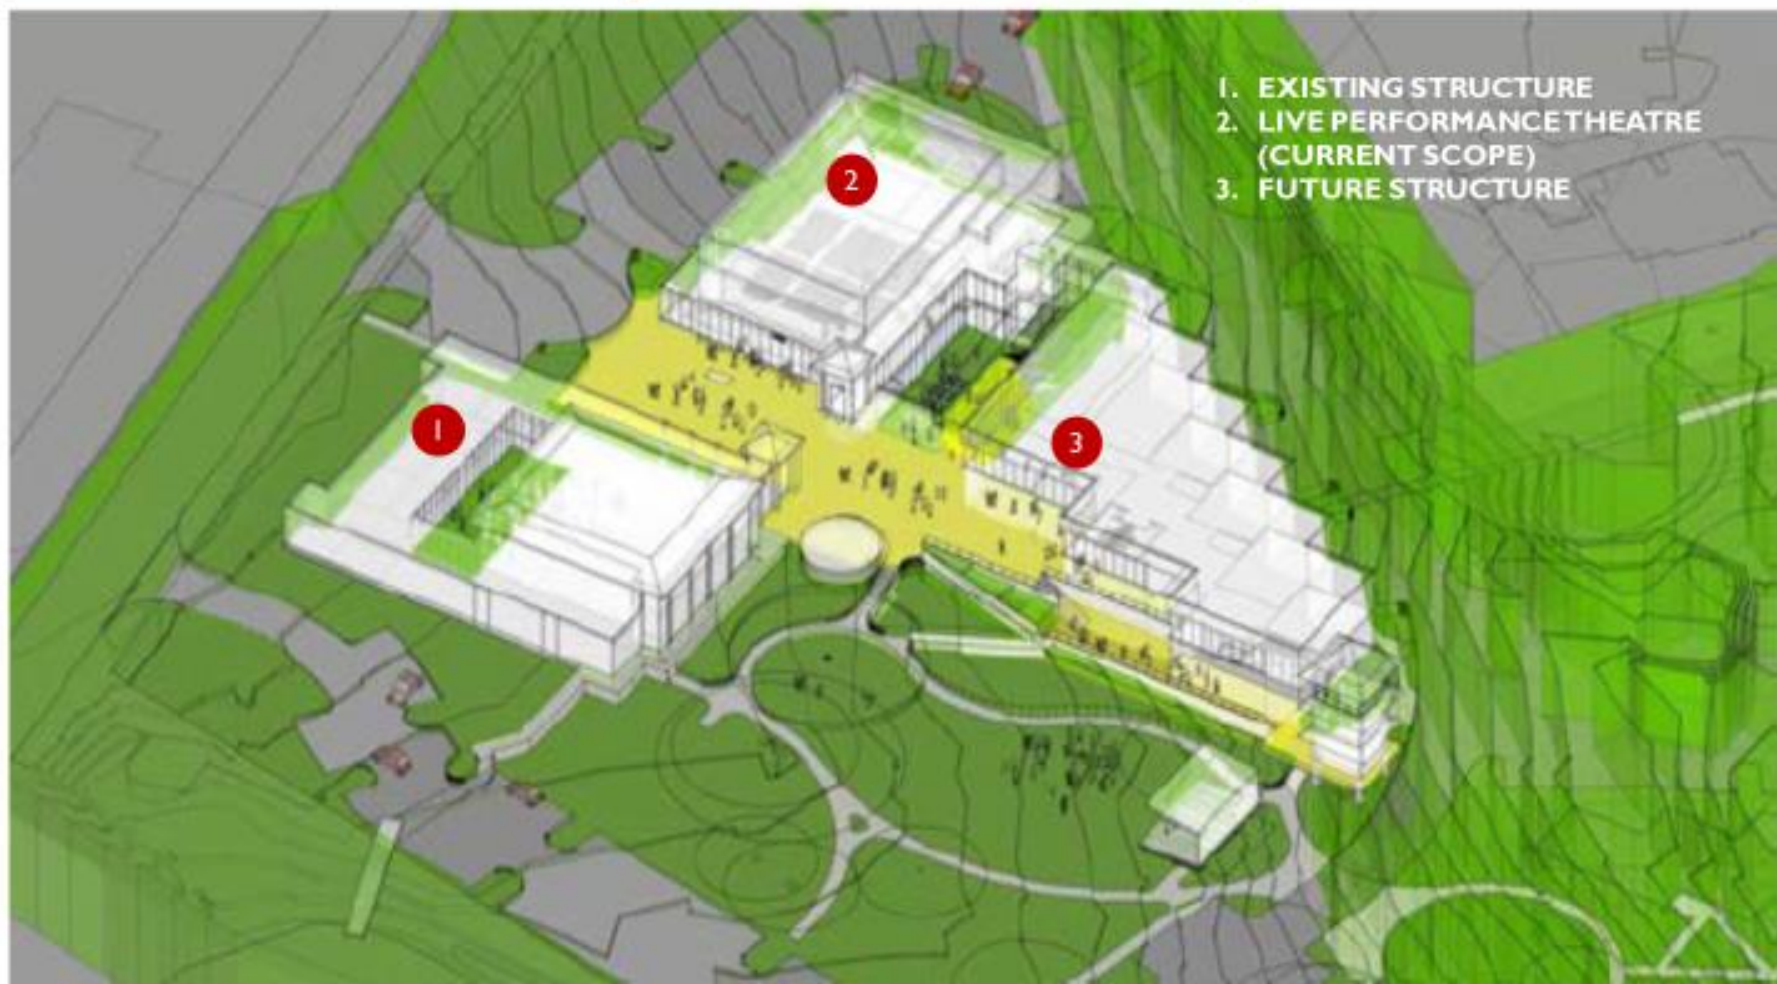 1. EXISTING STRUCTURE
2. LIVE PERFORMANCE THEATRE
(CURRENT SCOPE)
3. FUTURE STRUCTURE
2
1
3